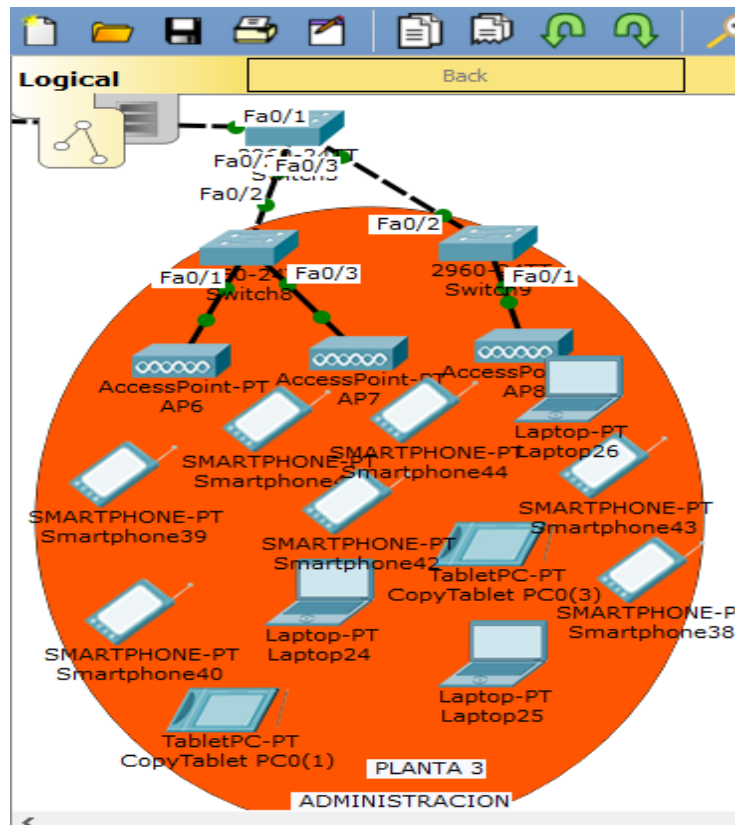 Logical
Back
Fa0/1
Fa0/3
Fa0/2
Fa0/2
Fa0/1
Fa0/3
Switch8
Fa0/1
Switch9
AccessPoint-PT
AP6
AP7
AP8
Laptop-PT
Laptop26
SMARTPHONE-PT
Smartphone44
SMARTPHONE-PT
Smartphone39
SMARTPHONE-PT
Smartphone42
SMARTPHONE-PT
Smartphone43
TabletPC-PT
CopyTablet PC0(3)
Smartphone38
Laptop-PT
Laptop24
SMARTPHONE-PT
Smartphone40
Laptop-PT
Laptop25
TabletPC-PT
CopyTablet PC0(1)
PLANTA 3
ADMINISTRACION